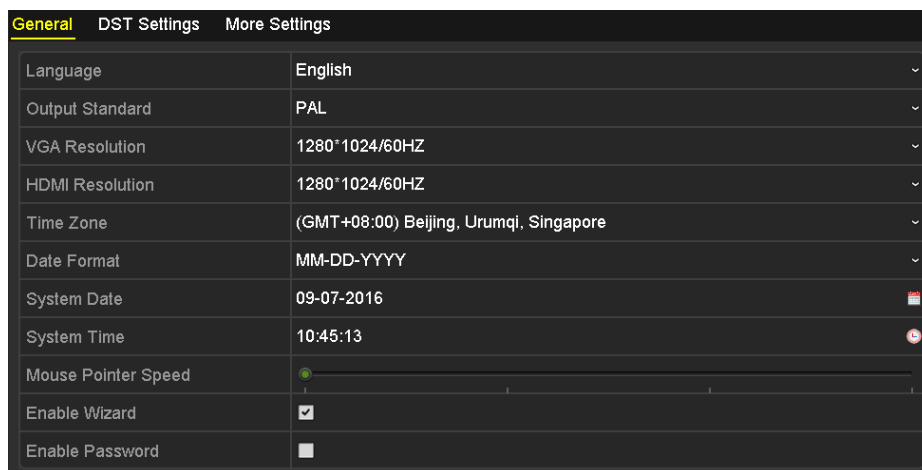 General DST Settings More Settings
Language English
Output Standard PAL
VGA Resolution 1280*1024/60HZ
HDMI Resolution 1280*1024/60HZ
Time Zone (GMT+08:00) Beijing, Urumqi, Singapore
Date Format MM-DD-YYYY
System Date 09-07-2016
System Time 10:45:13
Mouse Pointer Speed
Enable Wizard
Enable Password